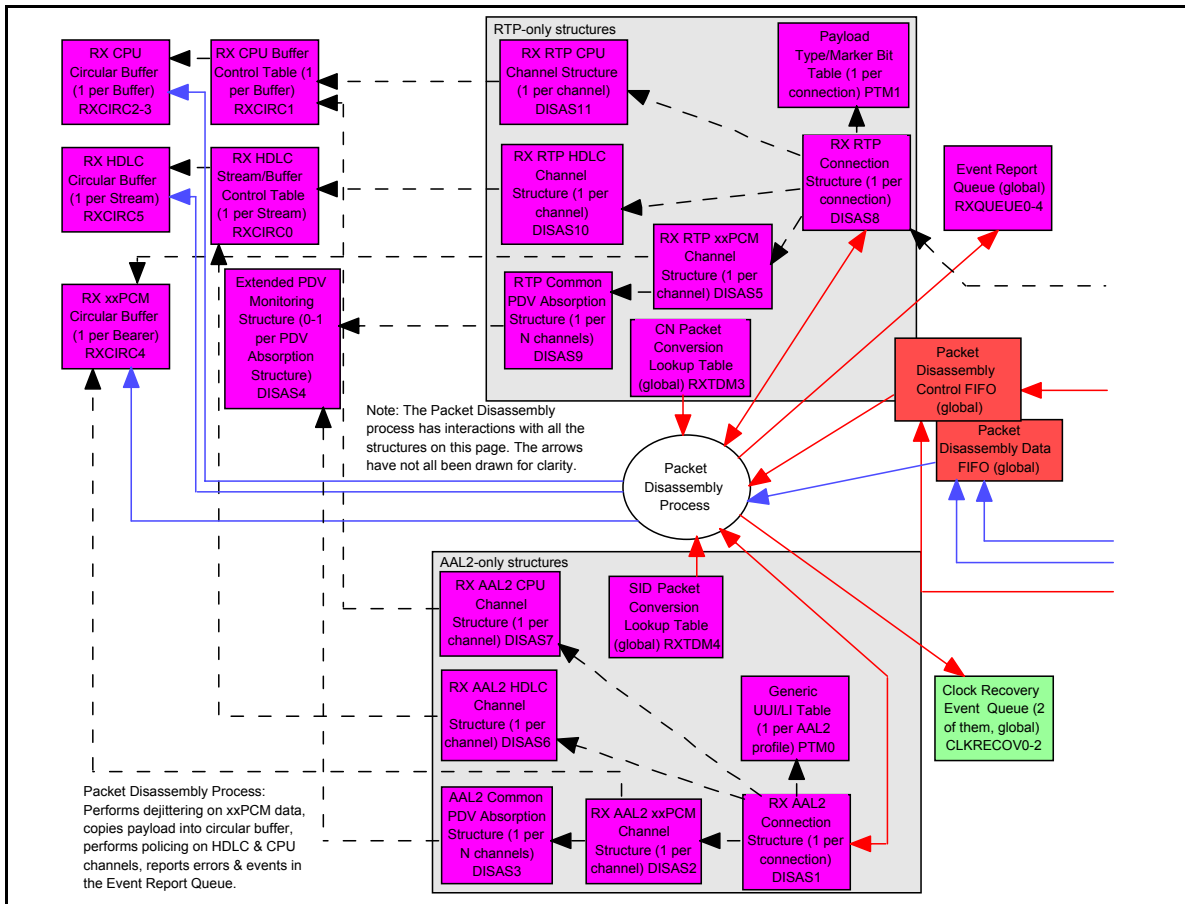 RTP-only structures
RX CPU
Circular Buffer
(1 per Buffer)
RXCIRC2-3
RX CPU Buffer
Control Table (1
per Buffer)
RXCIRC1
RX RTP CPU
Channel Structure
(1 per channel)
DISAS11
Payload
Type/Marker Bit
Table (1 per
connection) PTM1
RX HDLC
Circular Buffer
(1 per Stream)
RXCIRC5
RX HDLC
Stream/Buffer
Control Table
(1 per Stream)
RXCIRC0
RX RTP HDLC
Channel
Structure (1 per
channel)
DISAS10
RX RTP
Connection
Structure (1 per
connection)
DISAS8
Event Report
Queue (global)
RXQUEUE0-4
RX RTP xxPCM
Channel
Structure (1 per
channel) DISAS5
RX xxPCM
Circular Buffer
(1 per Bearer)
RXCIRC4
Extended PDV
Monitoring
Structure (0-1
per PDV
Absorption
Structure)
DISAS4
RTP Common
PDV Absorption
Structure (1 per
N channels)
DISAS9
CN Packet
Conversion
Lookup Table
(global) RXTDM3
Packet
Disassembly
Control FIFO
(global)
Packet
Disassembly Data
FIFO (global)
Note: The Packet Disassembly
process has interactions with all the
structures on this page. The arrows
have not all been drawn for clarity.
Packet
Disassembly
Process
AAL2-only structures
RX AAL2 CPU
Channel
Structure (1 per
channel) DISAS7
SID Packet
Conversion
Lookup Table
(global) RXTDM4
RX AAL2 HDLC
Channel
Structure (1 per
channel) DISAS6
Generic
UUI/LI Table
(1 per AAL2
profile) PTM0
Clock Recovery
Event Queue (2
of them, global)
CLKRECOV0-2
AAL2 Common
PDV Absorption
Structure (1 per
N channels)
DISAS3
RX AAL2 xxPCM
Channel
Structure (1 per
channel) DISAS2
RX AAL2
Connection
Structure (1 per
connection)
DISAS1
Packet Disassembly Process:
Performs dejittering on xxPCM data,
copies payload into circular buffer,
performs policing on HDLC & CPU
channels, reports errors & events in
the Event Report Queue.